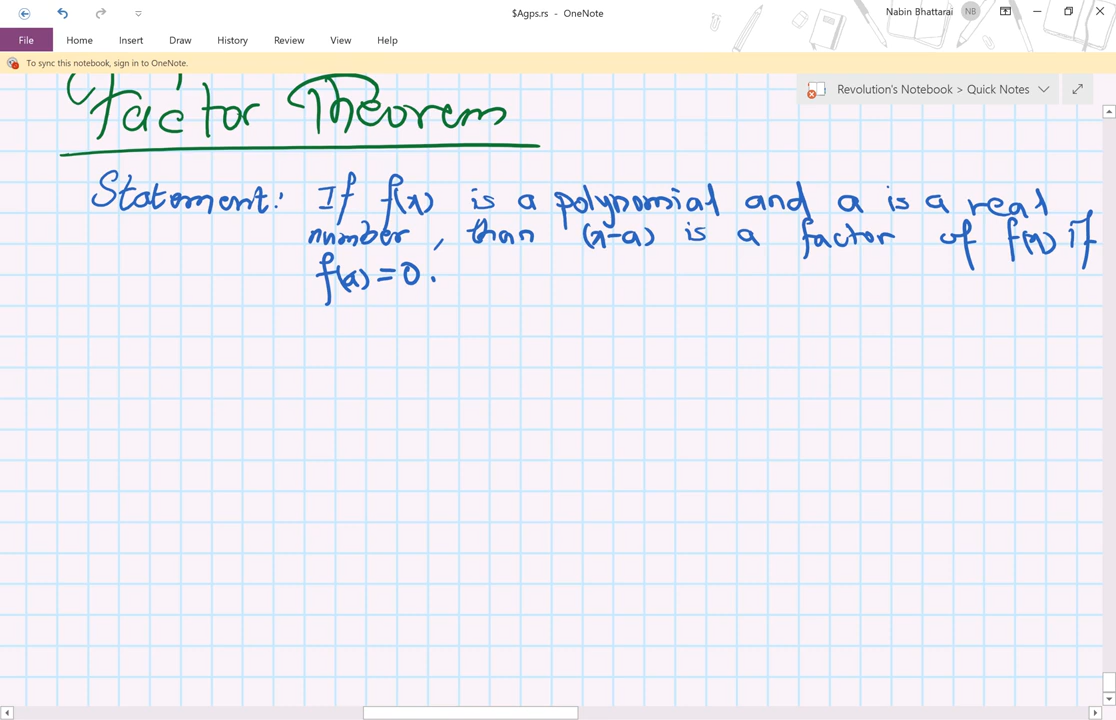 $Agps.rs - OneNote
Nabin Bhattarai NB
File Home Insert Draw History Review View Help
To sync this notebook, sign in to OneNote.
Revolution's Notebook > Quick Notes
Factor Theorem
Statement: If f(x) is a polynomial and a is a real
number, than (x-a) is a factor of f(x) if
f(a) = 0.